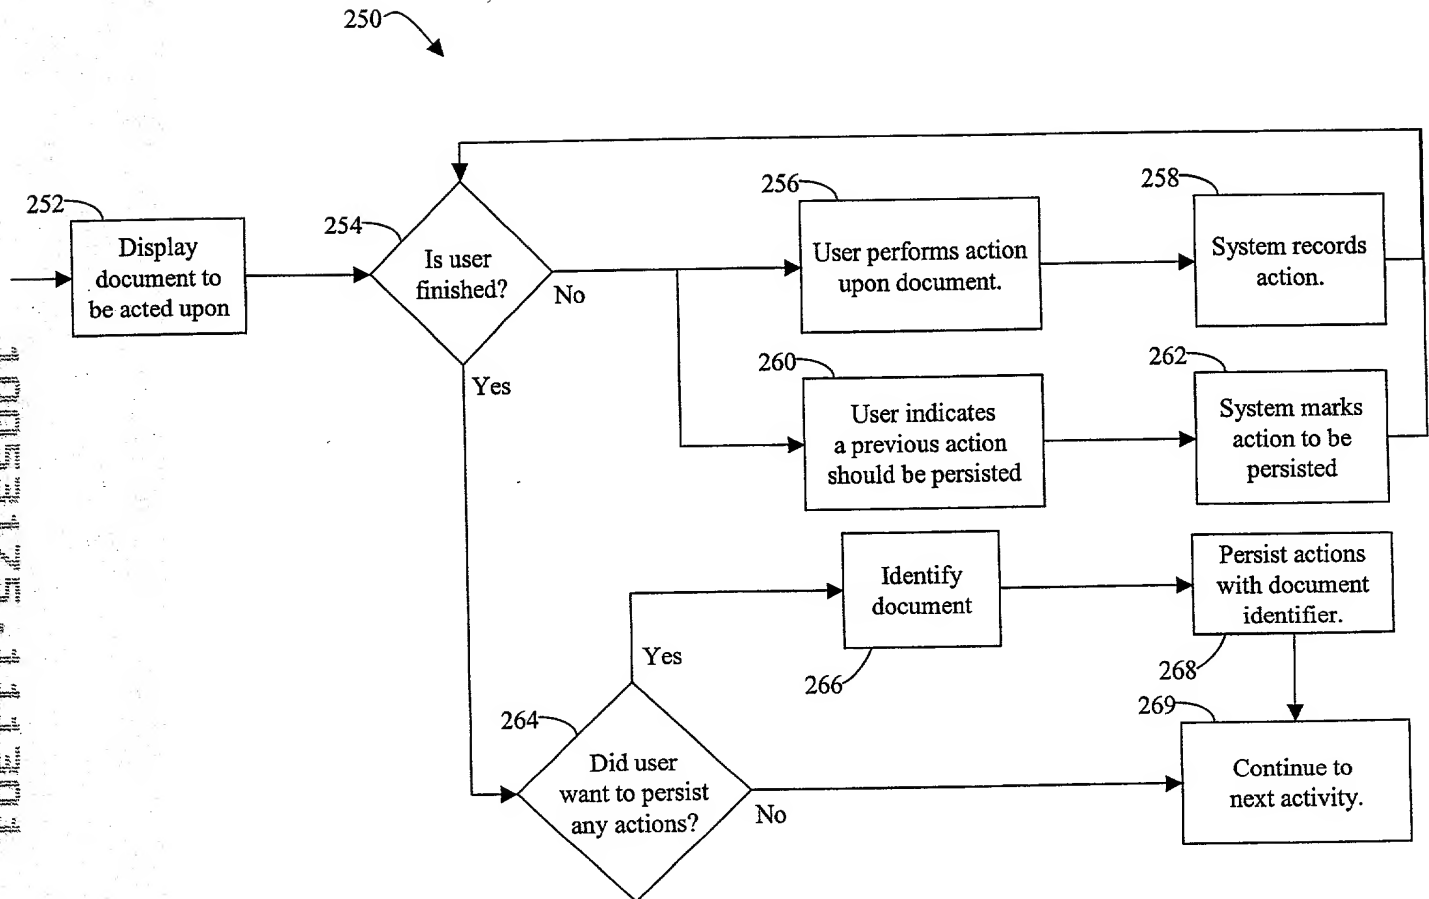 250
252
Display
document to
be acted upon
254
Is user
finished?
No
Yes
256
User performs action
upon document.
258
System records
action.
260
User indicates
a previous action
should be persisted
262
System marks
action to be
persisted
264
Did user
want to persist
any actions?
Yes
No
Identify
document
266
Persist actions
with document
identifier.
268
269
Continue to
next activity.